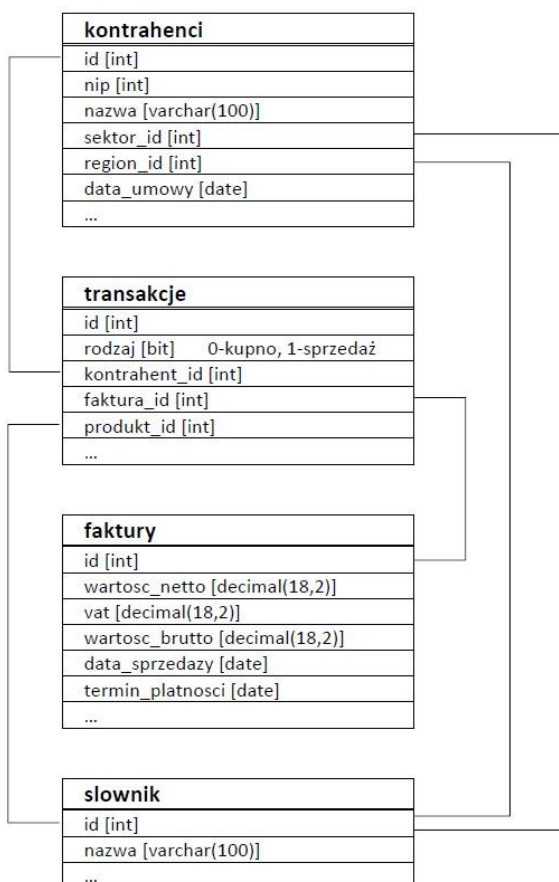 kontrahenci
id [int]
nip [int]
nazwa [varchar(100)]
sektor_id [int]
region_id [int]
data_umowy [date]
...
transakcje
id [int]
rodzaj [bit] 0-kupno, 1-sprzedaż
kontrahent_id [int]
faktura_id [int]
produkt_id [int]
...
faktury
id [int]
wartosc_netto [decimal(18,2)]
vat [decimal(18,2)]
wartosc_brutto [decimal(18,2)]
data_sprzedazy [date]
termin_platnosci [date]
...
slownik
id [int]
nazwa [varchar(100)]
...